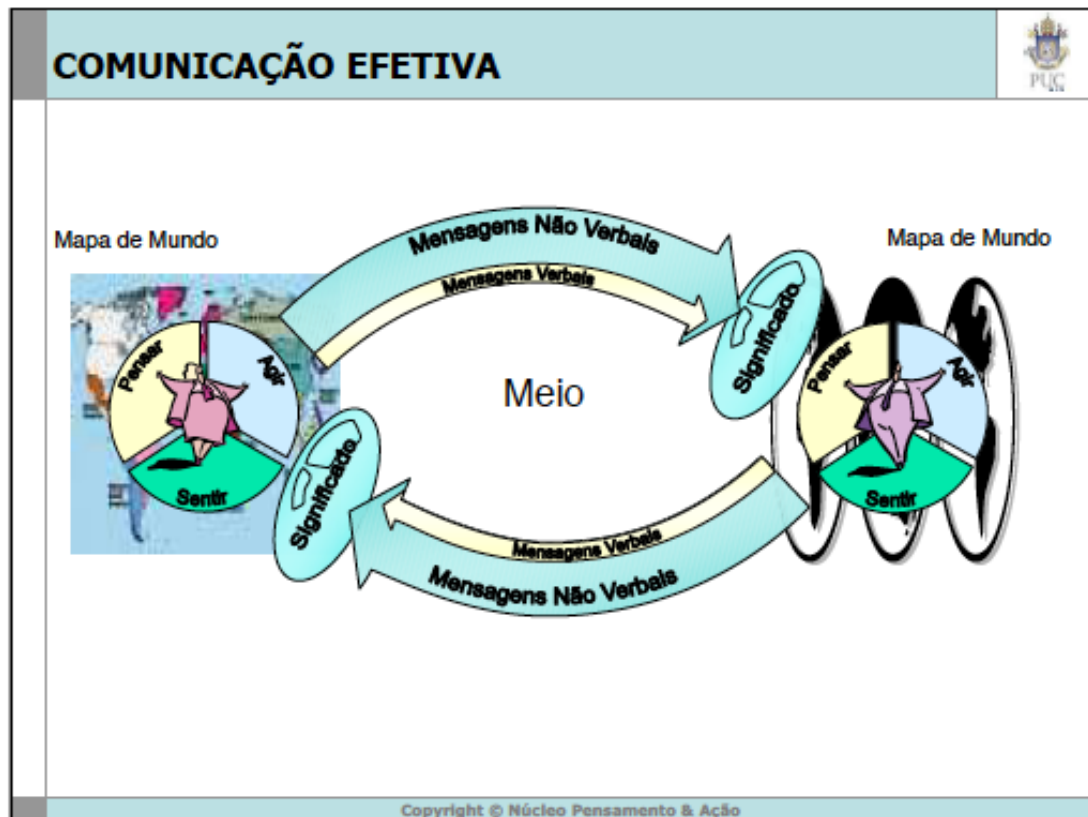 COMUNICAÇÃO EFETIVA
PUC
Mapa de Mundo
Mapa de Mundo
Mensagens Não Verbais
Mensagens Verbais
Pensar
Agir
Sentir
Significado
Meio
Significado
Pensar
Agir
Sentir
Mensagens Verbais
Mensagens Não Verbais
Copyright © Núcleo Pensamento & Ação